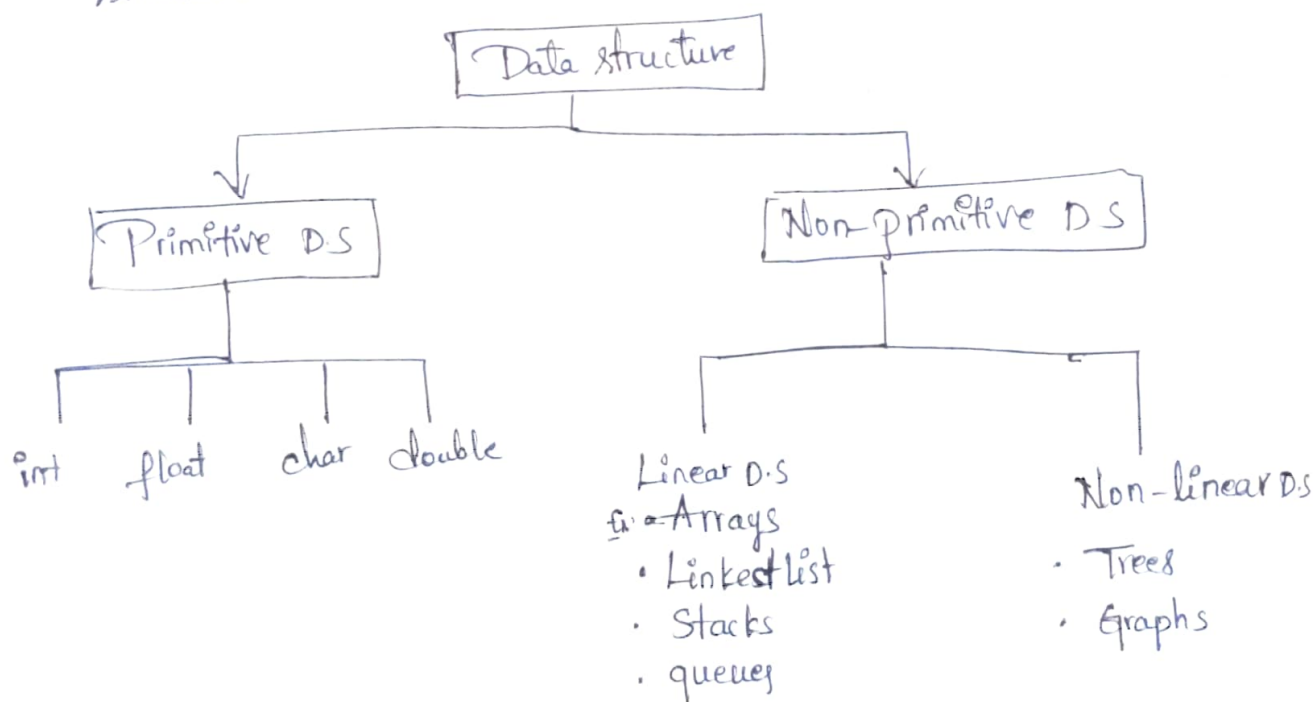 Data structure
Primitive D.S
Non-primitive D S
int float char double
Linear D.S
Non-linear D.S
Arrays
• Linkest list
• Trees
• Stacks
• Graphs
• queues